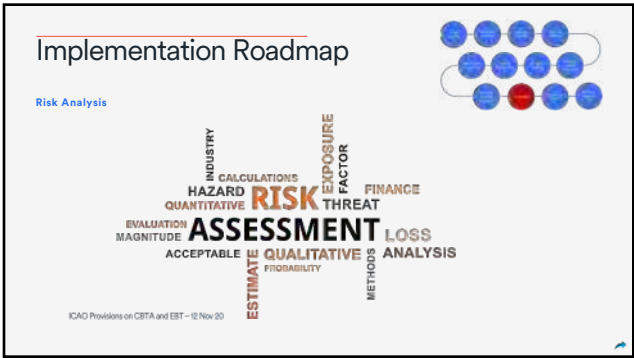 Implementation Roadmap
Risk Analysis
INDUSTRY
EXPOSURE
FACTOR
CALCULATIONS
HAZARD RISK FINANCE
QUANTITATIVE THREAT
EVALUATION ASSESSMENT LOSS
MAGNITUDE
ACCEPTABLE QUALITATIVE ANALYSIS
PROBABILITY
ESTIMATE
METHODS
ICAO Provisions on CBTA and EBT – 12 Nov 20